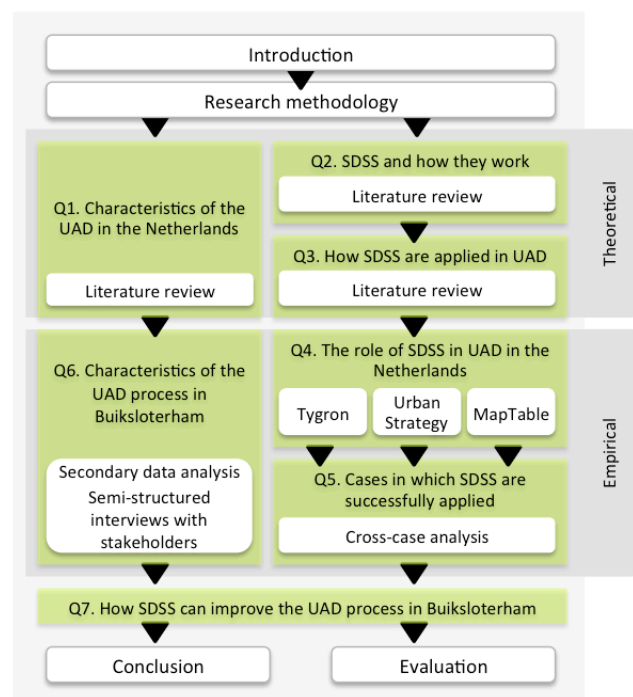 Introduction
Research methodology
Q1. Characteristics of the
UAD in the Netherlands
Literature review
Q2. SDSS and how they work
Literature review
Q3. How SDSS are applied in UAD
Literature review
Theoretical
Q6. Characteristics of the
UAD process in
Buiksloterham
Secondary data analysis
Semi-structured
interviews with
stakeholders
Q4. The role of SDSS in UAD in the
Netherlands
Tygron
Urban
Strategy
MapTable
Q5. Cases in which SDSS are
successfully applied
Cross-case analysis
Empirical
Q7. How SDSS can improve the UAD process in Buiksloterham
Conclusion
Evaluation